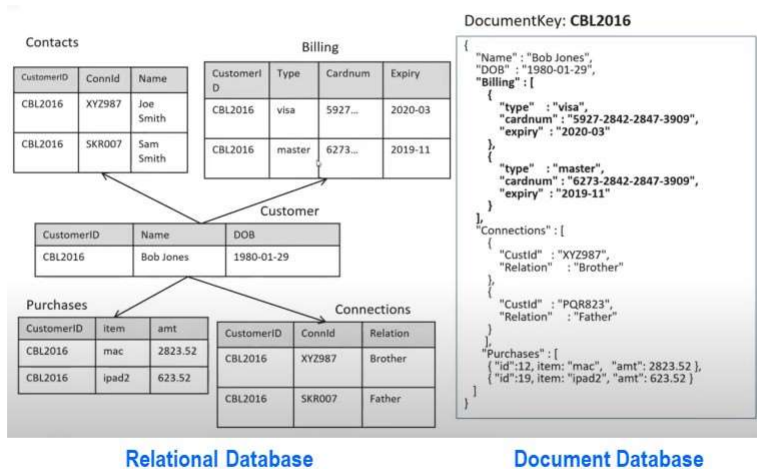 DocumentKey: CBL2016
Contacts
CustomerID ConnId Name
CBL2016 XYZ987 Joe
Smith
CBL2016 SKR007 Sam
Smith
Billing
CustomerI
D Type Cardnum Expiry
CBL2016 visa 5927... 2020-03
CBL2016 master 6273... 2019-11
Customer
CustomerID Name DOB
CBL2016 Bob Jones 1980-01-29
Purchases
CustomerID item amt
CBL2016 mac 2823.52
CBL2016 ipad2 623.52
Connections
CustomerID ConnId Relation
CBL2016 XYZ987 Brother
CBL2016 SKR007 Father
{
"Name" : "Bob Jones",
"DOB" : "1980-01-29",
"Billing" : [
{
"type" : "visa",
"cardnum" : "5927-2842-2847-3909",
"expiry" : "2020-03"
},
{
"type" : "master",
"cardnum" : "6273-2842-2847-3909",
"expiry" : "2019-11"
}
],
"Connections" : [
{
"CustId" : "XYZ987",
"Relation" : "Brother"
},
{
"CustId" : "PQR823",
"Relation" : "Father"
}
],
"Purchases" : [
{ "id":12, item: "mac", "amt": 2823.52 },
{ "id":19, item: "ipad2", "amt": 623.52 }
]
}
Relational Database
Document Database